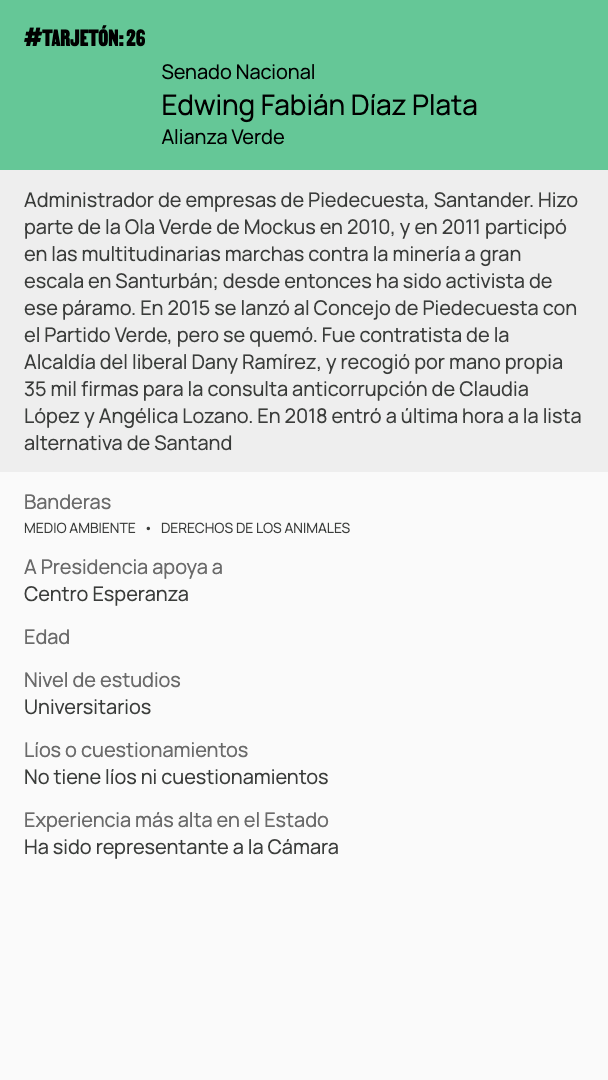 #TARJETÓN: 26
Senado Nacional
Edwing Fabián Díaz Plata
Alianza Verde
Administrador de empresas de Piedecuesta, Santander. Hizo
parte de la Ola Verde de Mockus en 2010, y en 2011 participó
en las multitudinarias marchas contra la minería a gran
escala en Santurbán; desde entonces ha sido activista de
ese páramo. En 2015 se lanzó al Concejo de Piedecuesta con
el Partido Verde, pero se quemó. Fue contratista de la
Alcaldía del liberal Dany Ramírez, y recogió por mano propia
35 mil firmas para la consulta anticorrupción de Claudia
López y Angélica Lozano. En 2018 entró a última hora a la lista
alternativa de Santand
Banderas
MEDIO AMBIENTE • DERECHOS DE LOS ANIMALES
A Presidencia apoya a
Centro Esperanza
Edad
Nivel de estudios
Universitarios
Líos o cuestionamientos
No tiene líos ni cuestionamientos
Experiencia más alta en el Estado
Ha sido representante a la Cámara